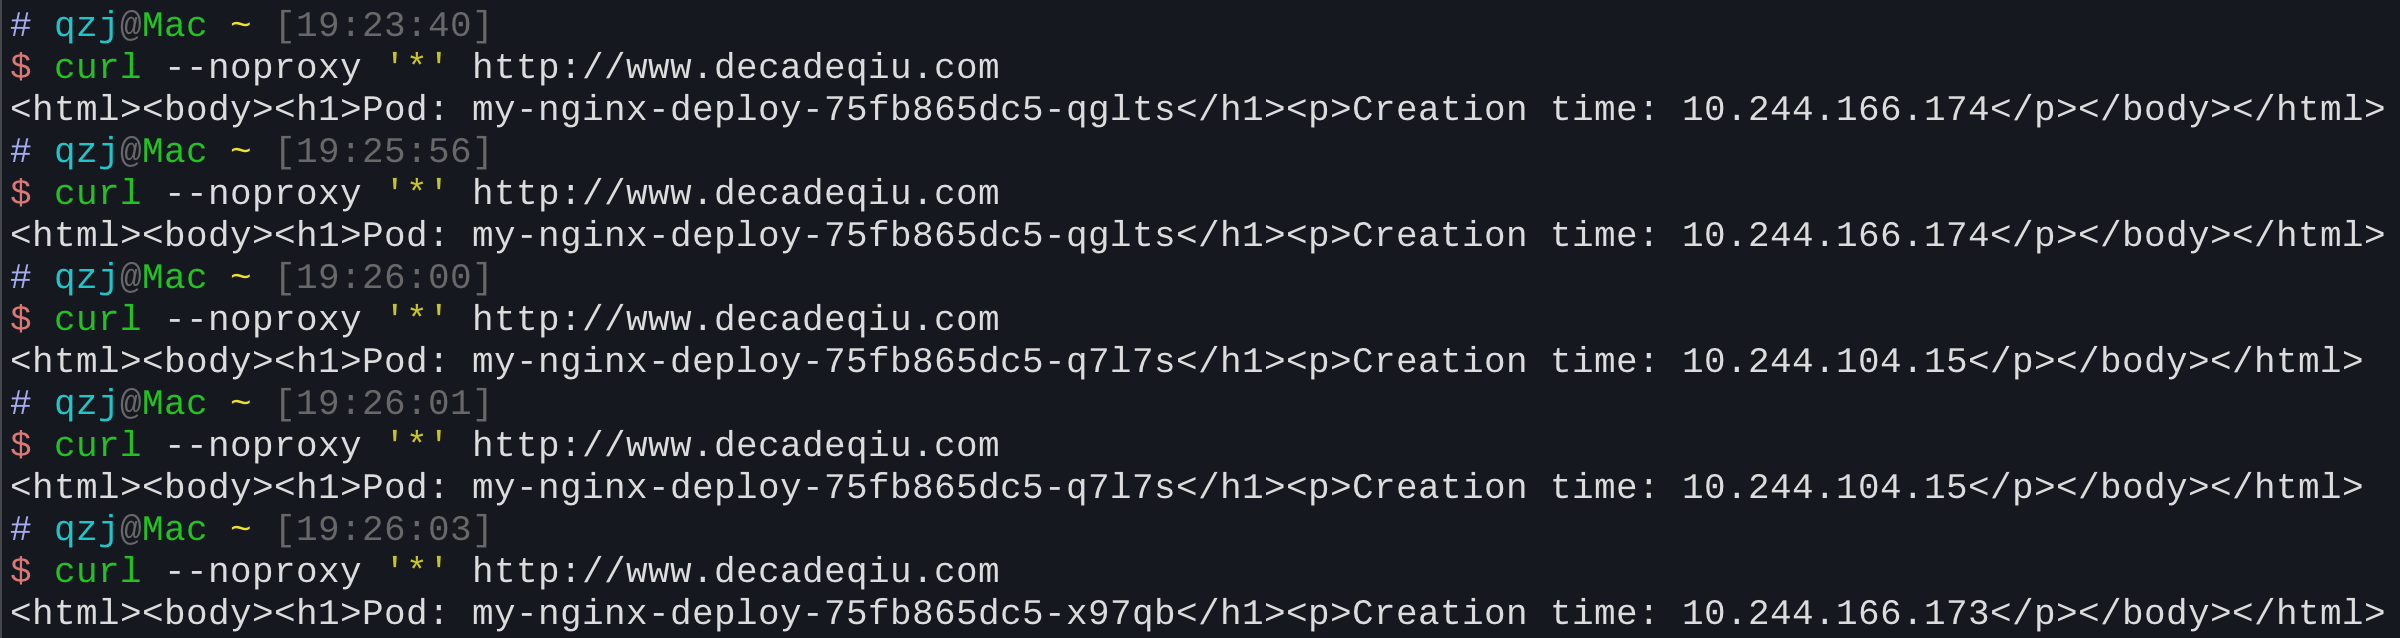 # qzj@Mac ~ [19:23:40]
$ curl --noproxy '*' http://www.decadeqiu.com
<html><body><h1>Pod: my-nginx-deploy-75fb865dc5-qglts</h1><p>Creation time: 10.244.166.174</p></body></html>
# qzj@Mac ~ [19:25:56]
$ curl --noproxy '*' http://www.decadeqiu.com
<html><body><h1>Pod: my-nginx-deploy-75fb865dc5-qglts</h1><p>Creation time: 10.244.166.174</p></body></html>
# qzj@Mac ~ [19:26:00]
$ curl --noproxy '*' http://www.decadeqiu.com
<html><body><h1>Pod: my-nginx-deploy-75fb865dc5-q7l7s</h1><p>Creation time: 10.244.104.15</p></body></html>
# qzj@Mac ~ [19:26:01]
$ curl --noproxy '*' http://www.decadeqiu.com
<html><body><h1>Pod: my-nginx-deploy-75fb865dc5-q7l7s</h1><p>Creation time: 10.244.104.15</p></body></html>
# qzj@Mac ~ [19:26:03]
$ curl --noproxy '*' http://www.decadeqiu.com
<html><body><h1>Pod: my-nginx-deploy-75fb865dc5-x97qb</h1><p>Creation time: 10.244.166.173</p></body></html>